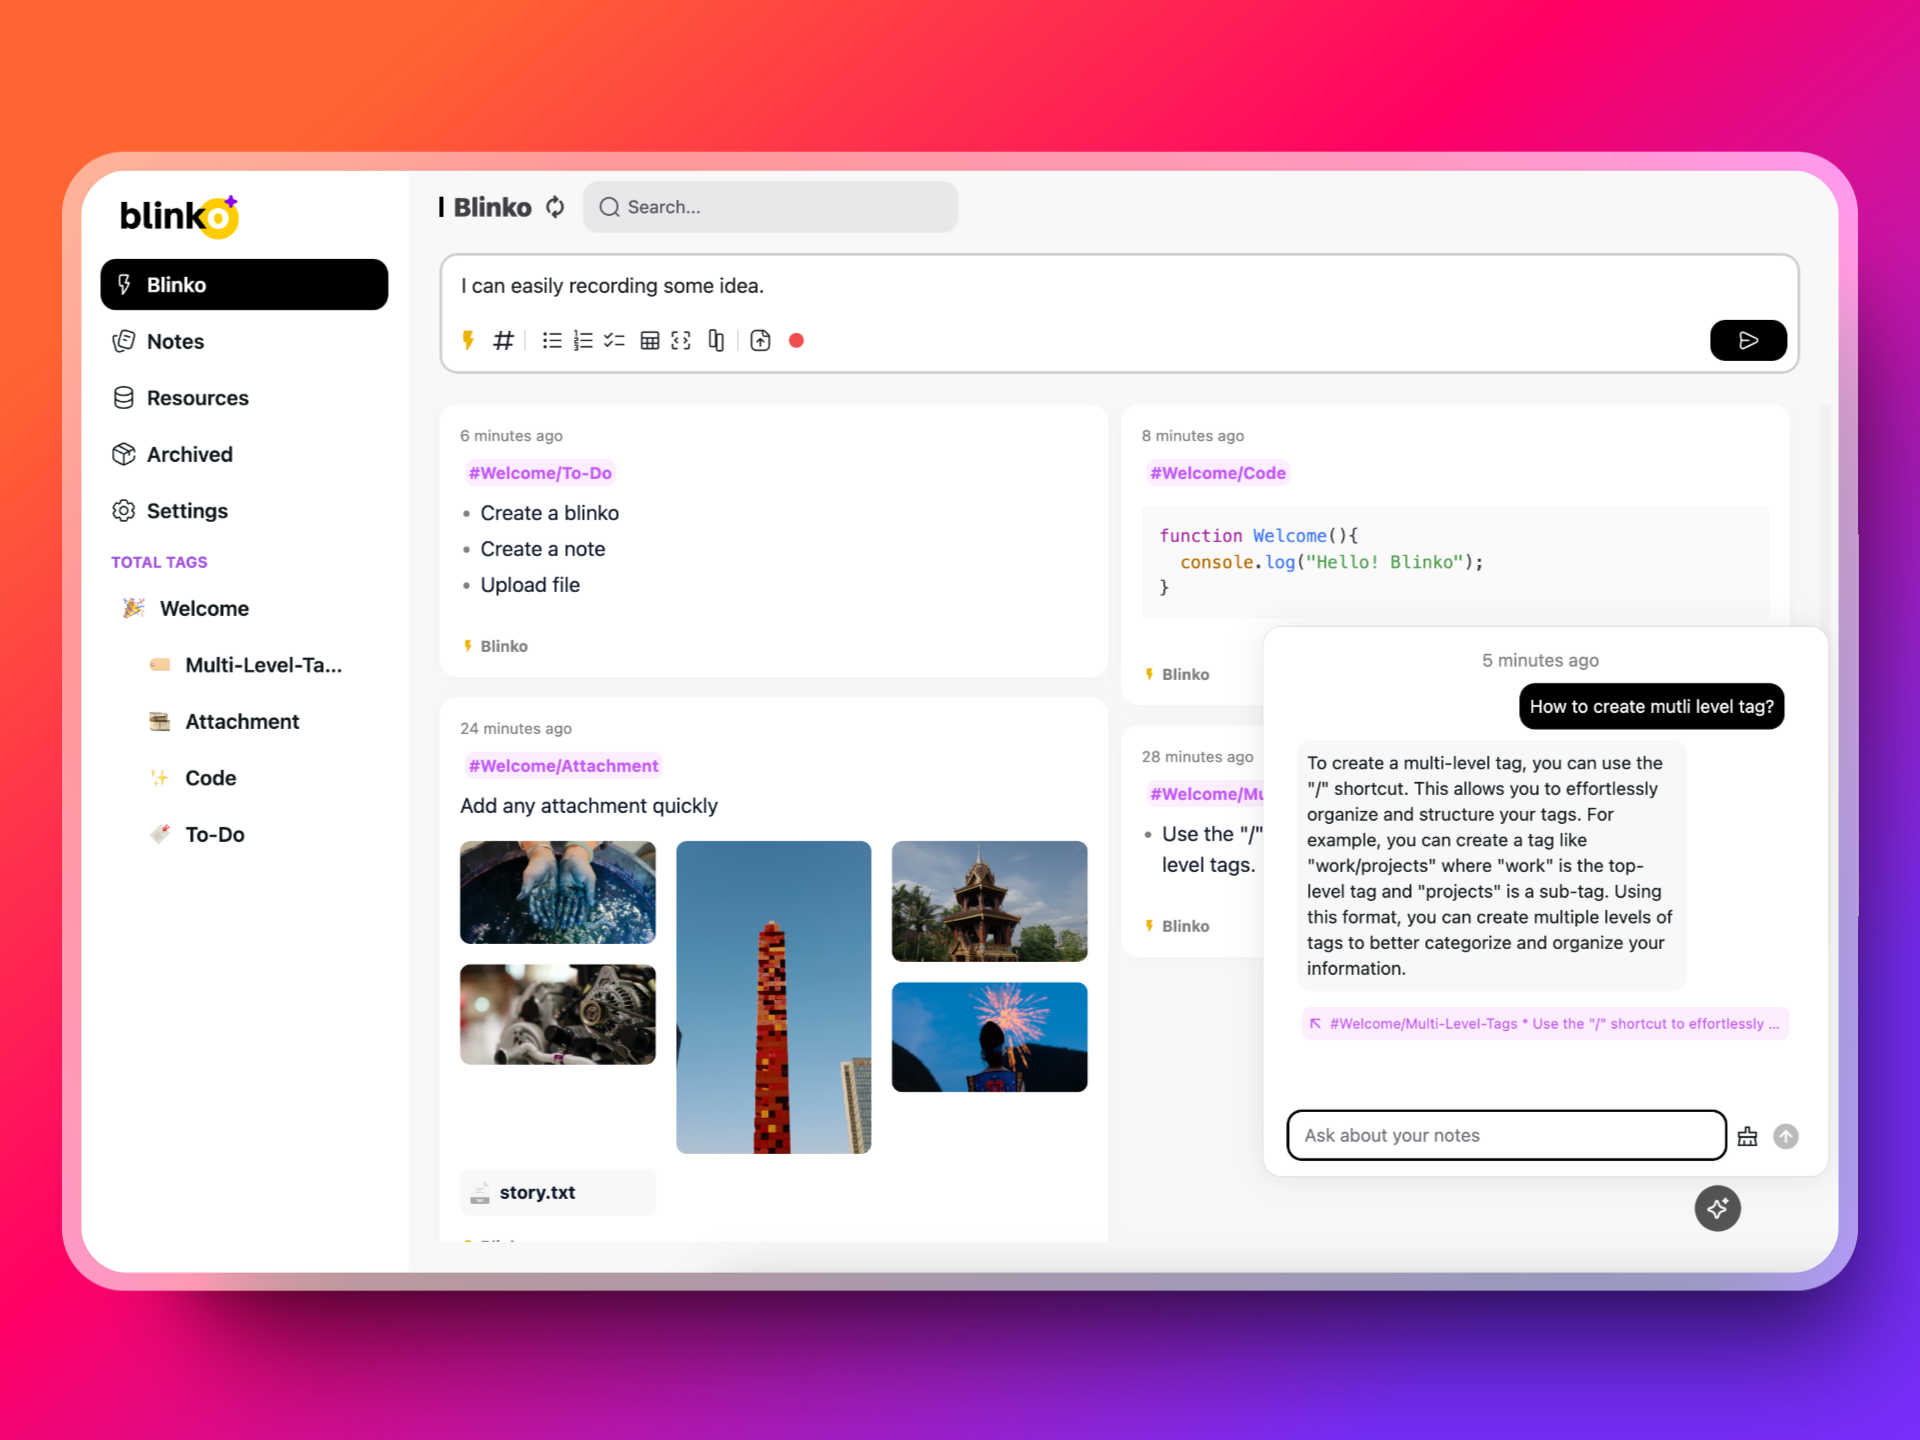 blinko
Blinko
Notes
Resources
Archived
Settings
TOTAL TAGS
Welcome
Multi-Level-Ta...
Attachment
Code
To-Do
Blinko
Search...
I can easily recording some idea.
6 minutes ago
#Welcome/To-Do
Create a blinko
Create a note
Upload file
Blinko
24 minutes ago
#Welcome/Attachment
Add any attachment quickly
story.txt
8 minutes ago
#Welcome/Code
function Welcome(){
console.log("Hello! Blinko");
}
Blinko
28 minutes ago
#Welcome/Mu
Use the "/"
level tags.
Blinko
5 minutes ago
How to create mutli level tag?
To create a multi-level tag, you can use the
"/" shortcut. This allows you to effortlessly
organize and structure your tags. For
example, you can create a tag like
"work/projects" where "work" is the top-
level tag and "projects" is a sub-tag. Using
this format, you can create multiple levels of
tags to better categorize and organize your
information.
#Welcome/Multi-Level-Tags * Use the "/" shortcut to effortlessly ...
Ask about your notes